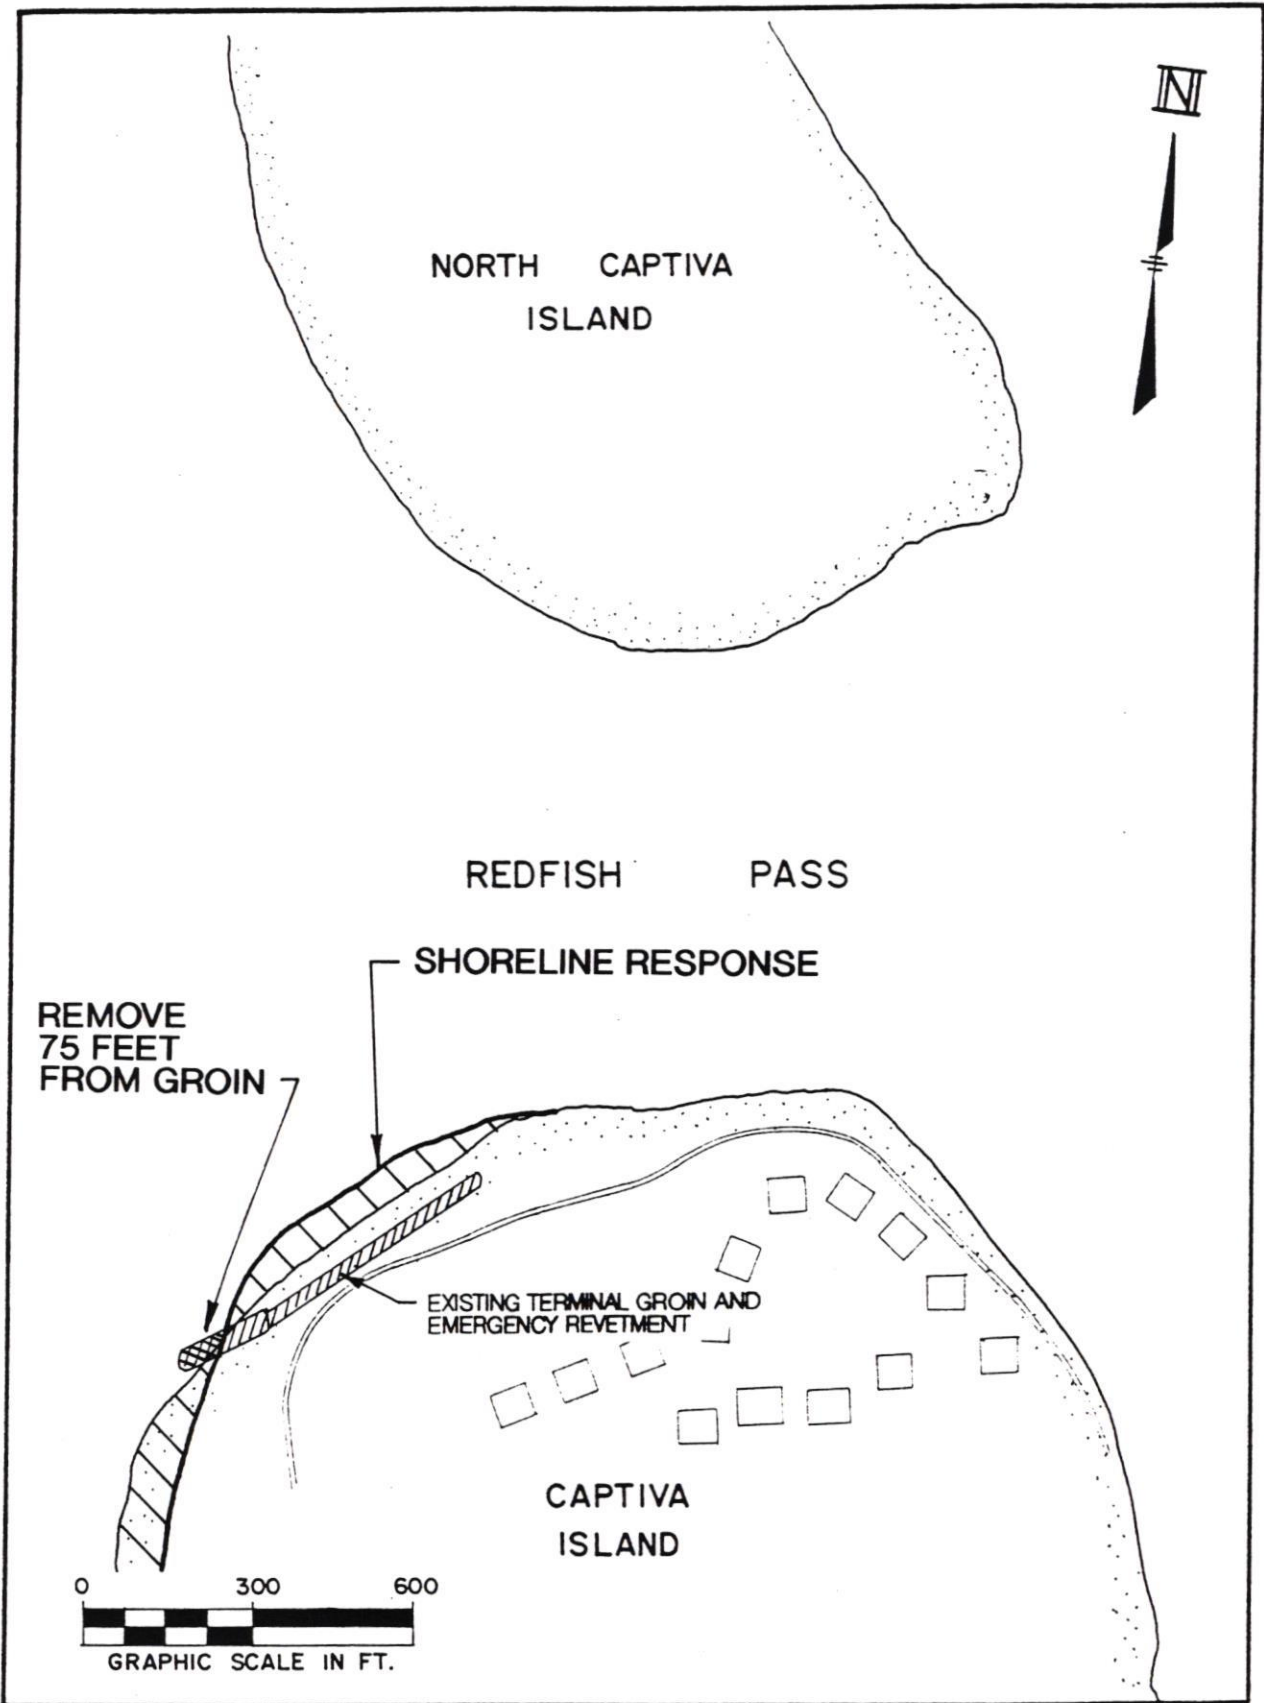 N
NORTH CAPTIVA
ISLAND
REDFISH PASS
SHORELINE RESPONSE
REMOVE
75 FEET
FROM GROIN
EXISTING TERMINAL GROIN AND
EMERGENCY REVETMENT
CAPTIVA
ISLAND
0 300 600
GRAPHIC SCALE IN FT.